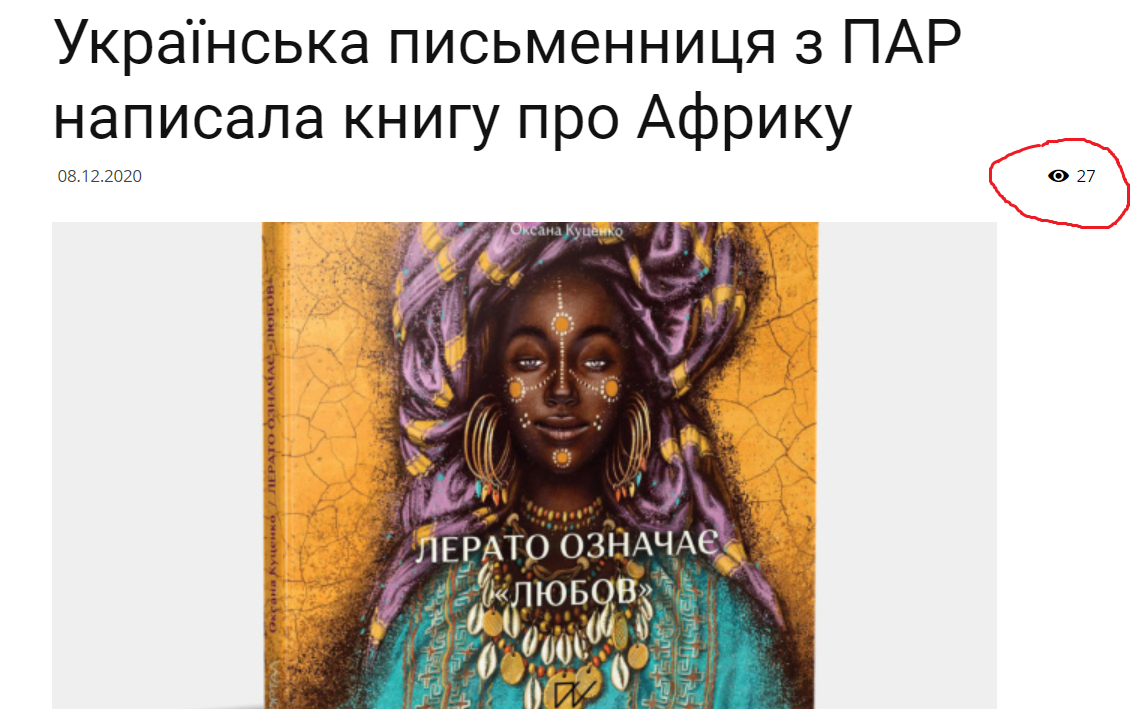 Українська письменниця з ПАР
написала книгу про Африку
08.12.2020
27
Оксана Куценко
ЛЕРАТО ОЗНАЧАЄ
«ЛЮБОВ»
Оксана Куценко / ЛЕРАТО ОЗНАЧАЄ «ЛЮБОВ»